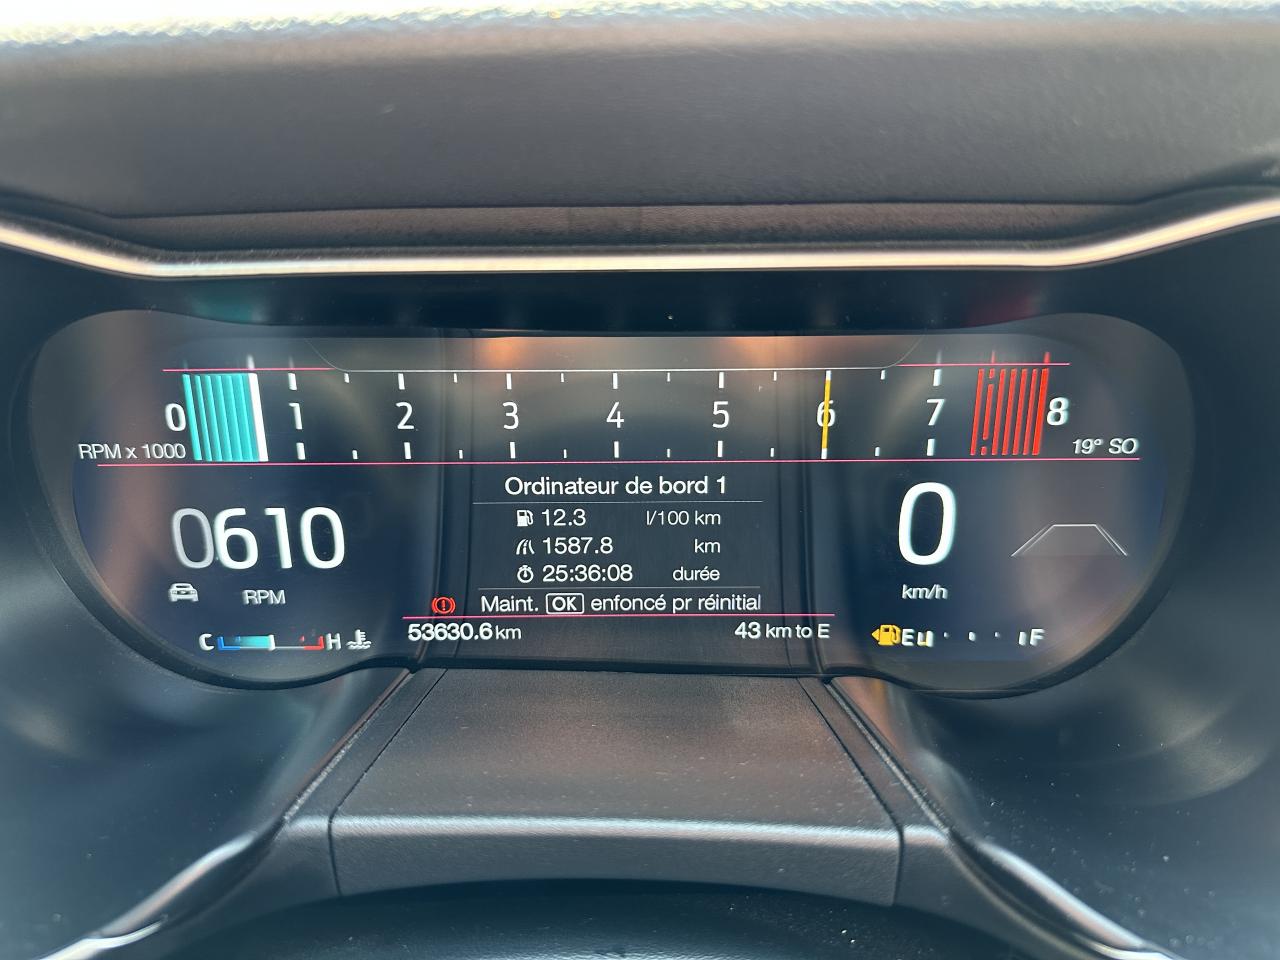 0 1 2 3 4 5 6 7 8
RPM x 1000
19° SO
Ordinateur de bord 1
12.3 l/100 km
1587.8 km
25:36:08 durée
Maint. OK enfoncé pr réinitial
0610
RPM
0
km/h
C H
53630.6 km
43 km to E
E F